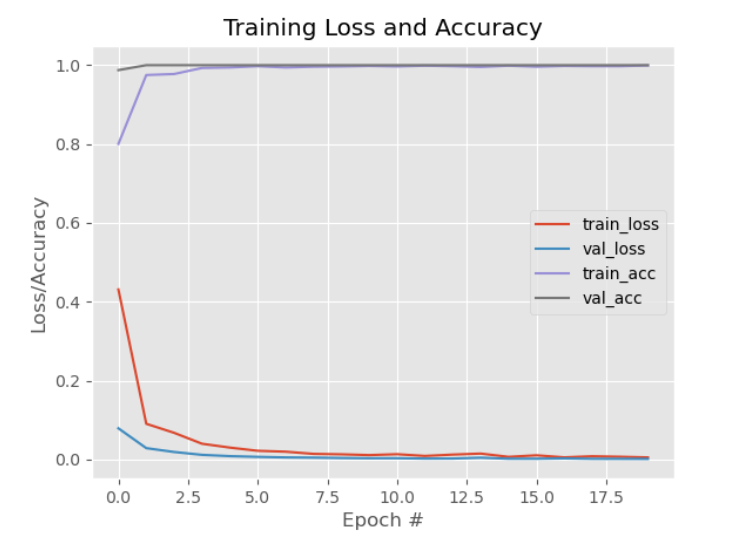 Training Loss and Accuracy
1.0
0.8
0.6
0.4
0.2
0.0
Loss/Accuracy
train_loss
val_loss
train_acc
val_acc
0.0 2.5 5.0 7.5 10.0 12.5 15.0 17.5
Epoch #